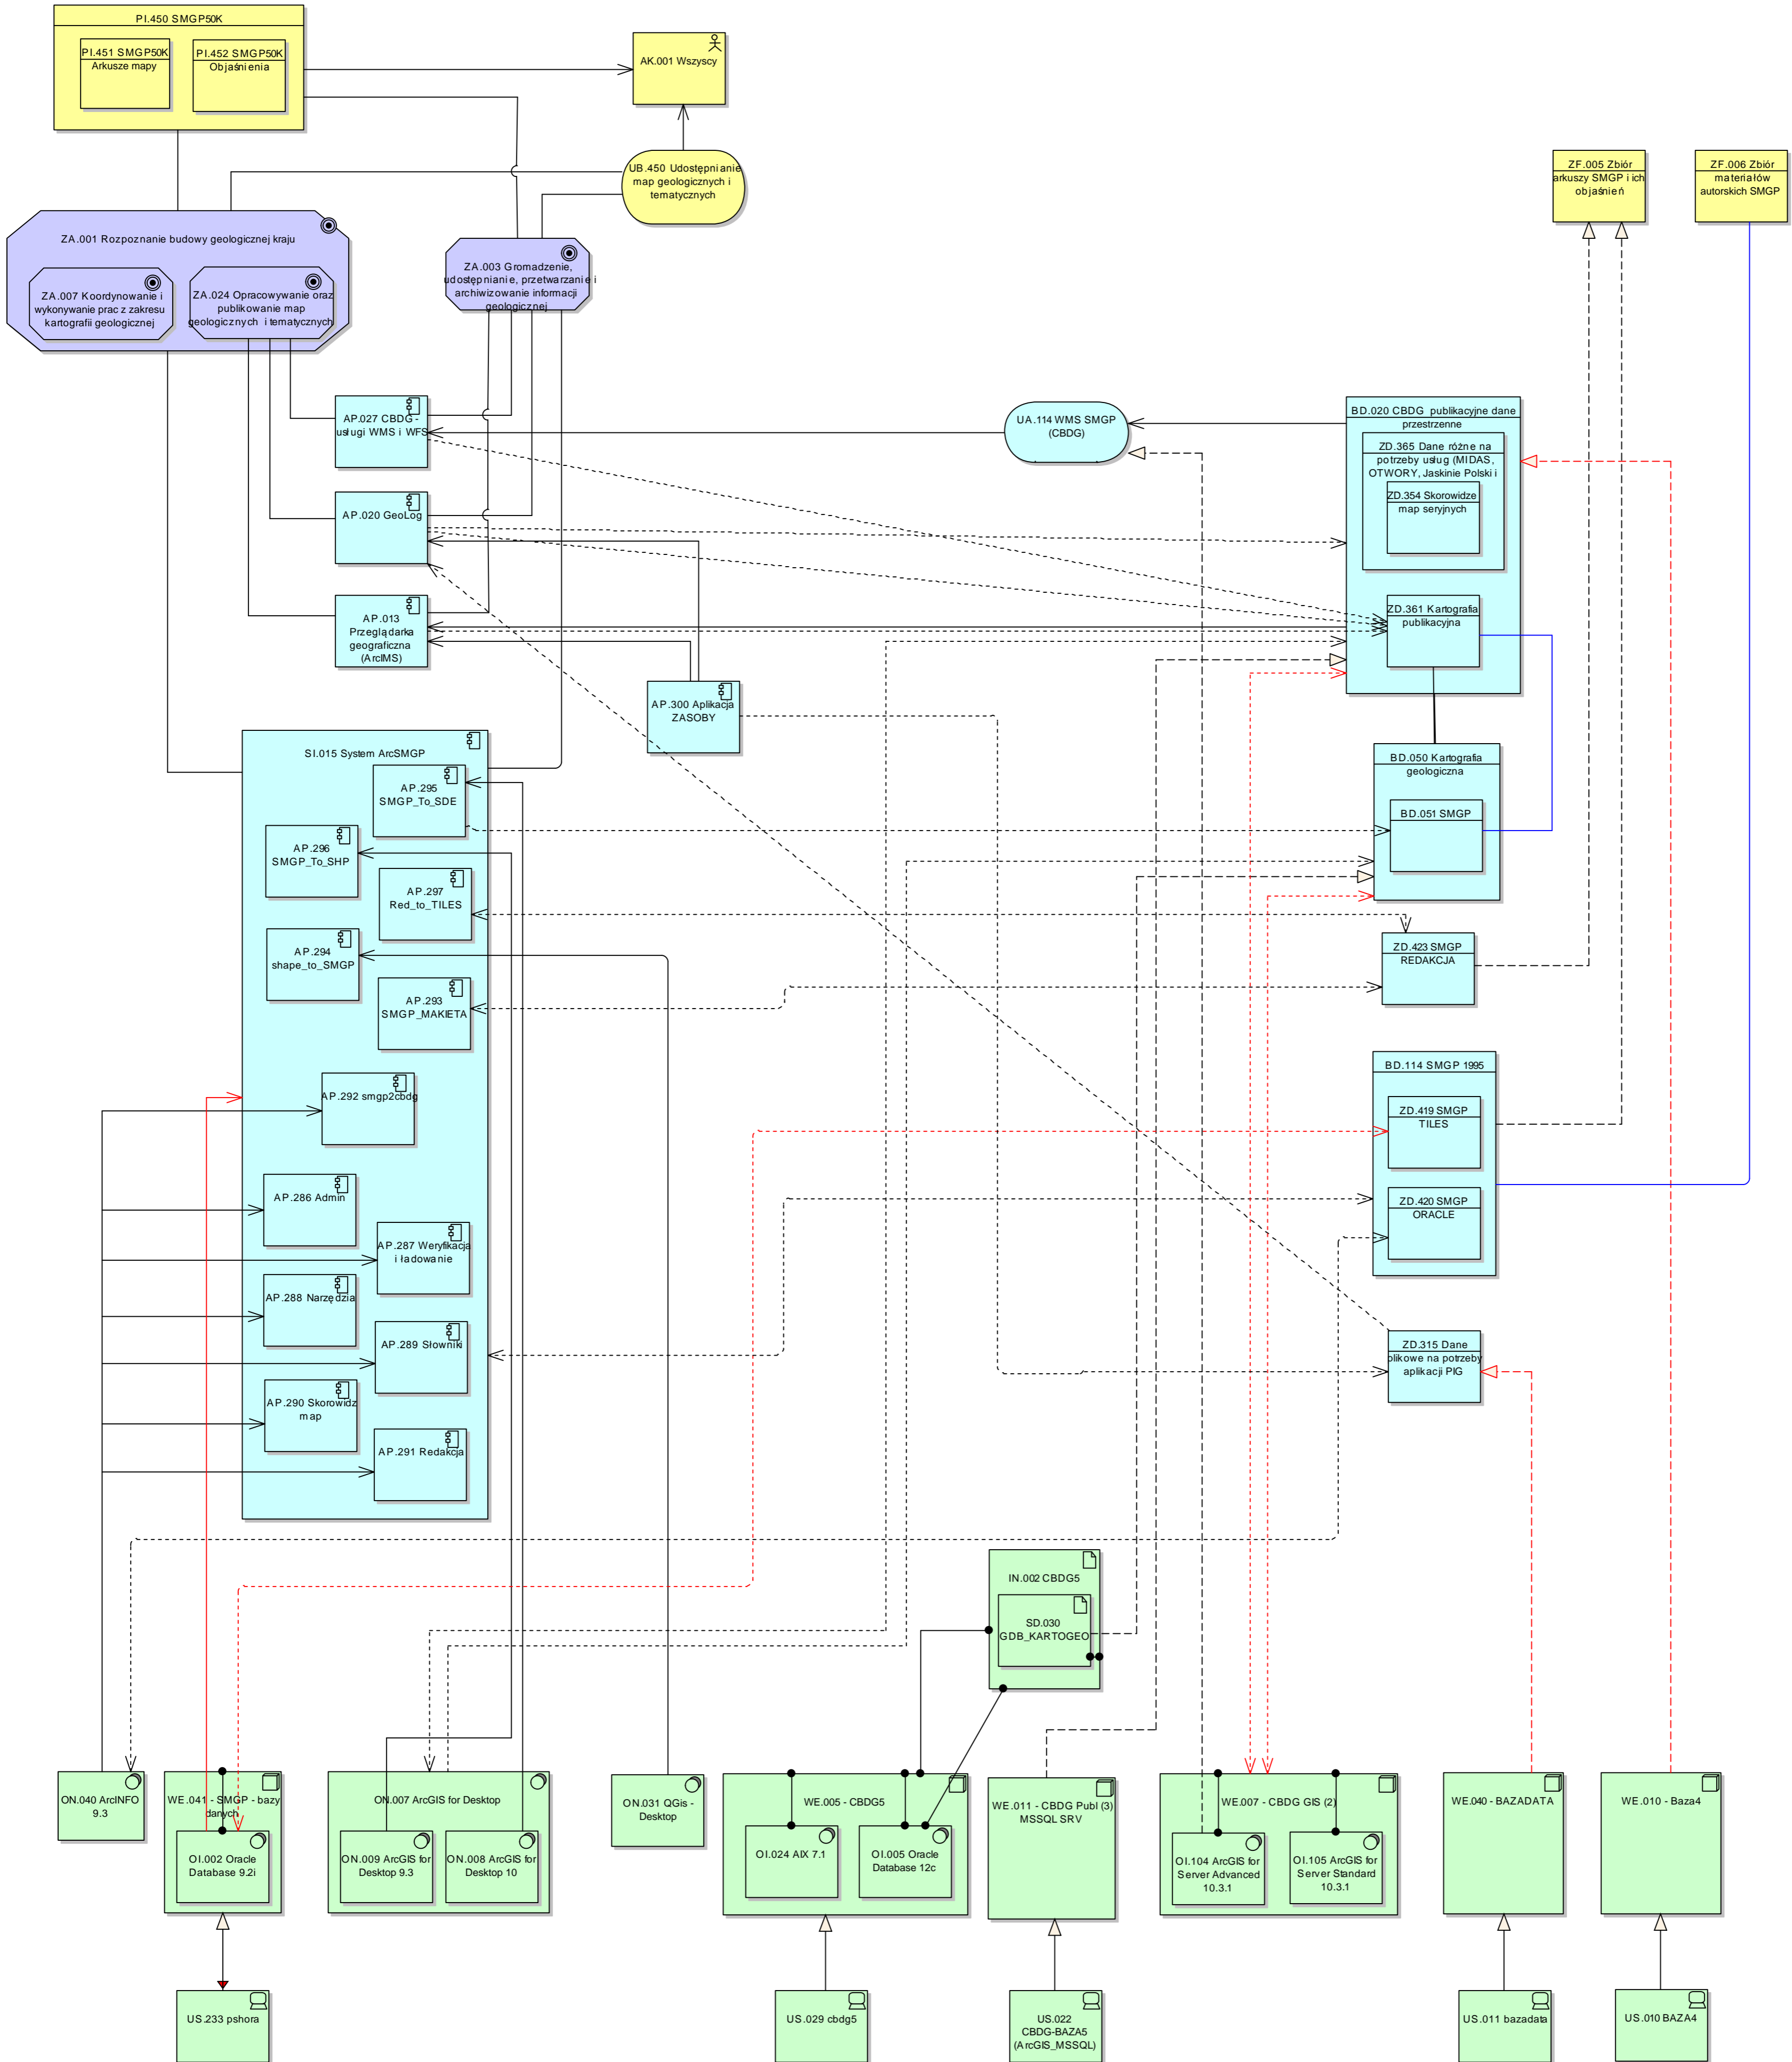 PI.450 SMGP50K
PI.451 SMGP50K
Arkusze mapy
PI.452 SMGP50K
Objaśnienia
AK.001 Wszyscy
UB.450 Udostępnianie
map geologicznych i
tematycznych
ZF.005 Zbiór
arkuszy SMGP i ich
objaśnień
ZF.006 Zbiór
materiałów
autorskich SMGP
ZA.001 Rozpoznanie budowy geologicznej kraju
ZA.007 Koordynowanie i
wykonywanie prac z zakresu
kartografii geologicznej
ZA.024 Opracowywanie oraz
publikowanie map
geologicznych i tematycznych
ZA.003 Gromadzenie,
udostępnianie, przetwarzanie i
archiwizowanie informacji
geologicznej
AP.027 CBDG -
usługi WMS i WFS
UA.114 WMS SMGP
(CBDG)
BD.020 CBDG publikacyjne dane
przestrzenne
ZD.365 Dane różne na
potrzeby usług (MIDAS,
OTWORY, Jaskinie Polski i
ZD.354 Skorowidze
map seryjnych
AP.020 GeoLog
AP.013
Przeglądarka
geograficzna
(ArcIMS)
ZD.361 Kartografia
publikacyjna
AP.300 Aplikacja
ZASOBY
SI.015 System ArcSMGP
AP.295
SMGP_To_SDE
AP.296
SMGP_To_SHP
AP.297
Red_to_TILES
AP.294
shape_to_SMGP
AP.293
SMGP_MAKIETA
AP.292 smgp2cbdg
AP.286 Admin
AP.287 Weryfikacja
i ładowanie
AP.288 Narzędzia
AP.289 Słowniki
AP.290 Skorowidz
map
AP.291 Redakcja
BD.050 Kartografia
geologiczna
BD.051 SMGP
ZD.423 SMGP
REDAKCJA
BD.114 SMGP 1995
ZD.419 SMGP
TILES
ZD.420 SMGP
ORACLE
ZD.315 Dane
plikowe na potrzeby
aplikacji PIG
IN.002 CBDG5
SD.030
GDB_KARTOGEO
ON.040 ArcINFO
9.3
WE.041 - SMGP - bazy
danych
OI.002 Oracle
Database 9.2i
ON.007 ArcGIS for Desktop
ON.009 ArcGIS for
Desktop 9.3
ON.008 ArcGIS for
Desktop 10
ON.031 QGis -
Desktop
WE.005 - CBDG5
OI.024 AIX 7.1
OI.005 Oracle
Database 12c
WE.011 - CBDG Publ (3)
MSSQL SRV
WE.007 - CBDG GIS (2)
OI.104 ArcGIS for
Server Advanced
10.3.1
OI.105 ArcGIS for
Server Standard
10.3.1
WE.040 - BAZADATA
WE.010 - Baza4
US.233 pshora
US.029 cbdg5
US.022
CBDG-BAZA5
(ArcGIS_MSSQL)
US.011 bazadata
US.010 BAZA4